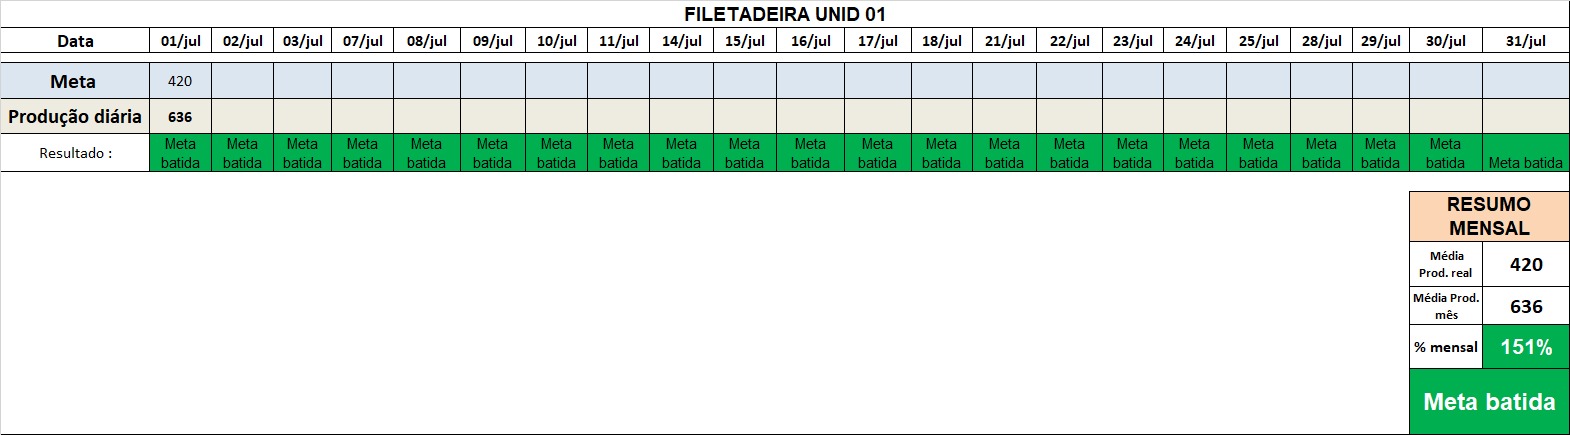 FILETADEIRA UNID 01
Data 01/jul 02/jul 03/jul 07/jul 08/jul 09/jul 10/jul 11/jul 14/jul 15/jul 16/jul 17/jul 18/jul 21/jul 22/jul 23/jul 24/jul 25/jul 28/jul 29/jul 30/jul 31/jul
Meta 420
Produção diária 636
Resultado : Meta batida Meta batida Meta batida Meta batida Meta batida Meta batida Meta batida Meta batida Meta batida Meta batida Meta batida Meta batida Meta batida Meta batida Meta batida Meta batida Meta batida Meta batida Meta batida Meta batida Meta batida Meta batida
RESUMO
MENSAL
Média
Prod. real 420
Média Prod.
mês 636
% mensal 151%
Meta batida